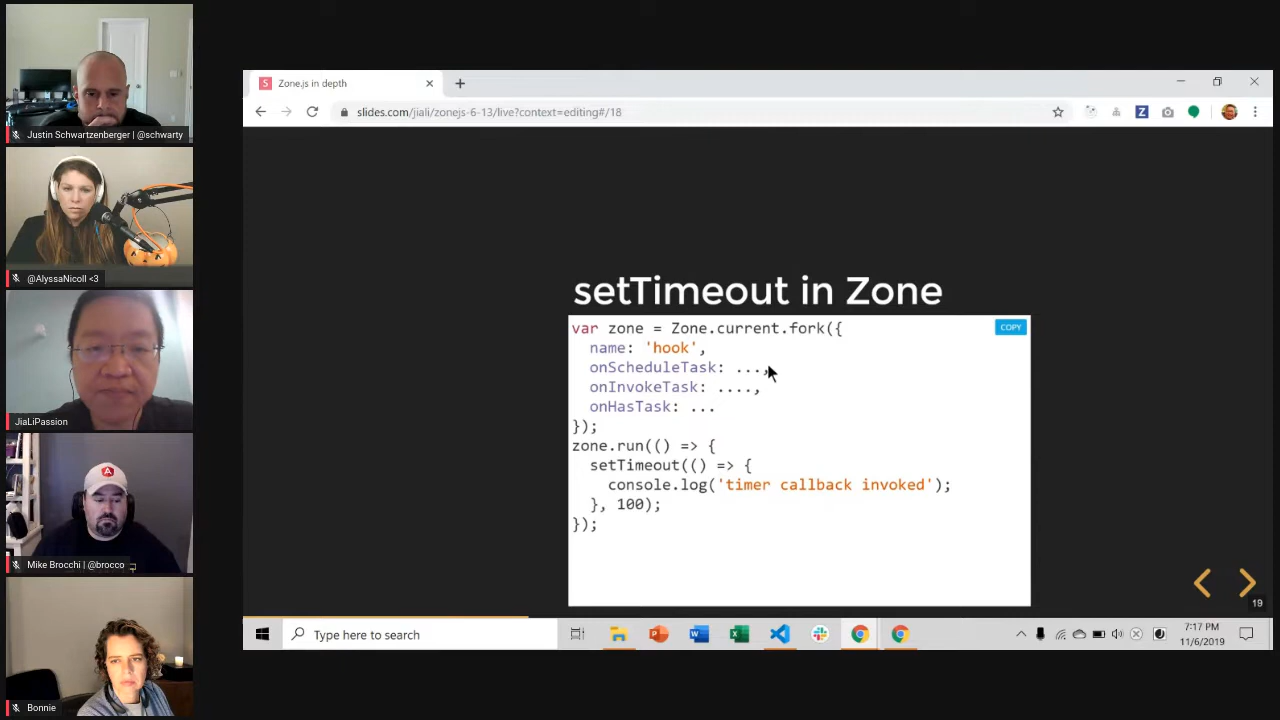 Justin Schwartzenberger | @schwarty
@AlyssaNicoll <3
JiaLiPassion
Mike Brocchi | @brocco
Bonnie
Zone.js in depth
slides.com/jiali/zonejs-6-13/live?context=editing#/18
setTimeout in Zone
COPY
var zone = Zone.current.fork({
name: 'hook',
onScheduleTask: ...,
onInvokeTask: ....,
onHasTask: ...
});
zone.run(() => {
setTimeout(() => {
console.log('timer callback invoked');
}, 100);
});
19
Type here to search
7:17 PM
11/6/2019